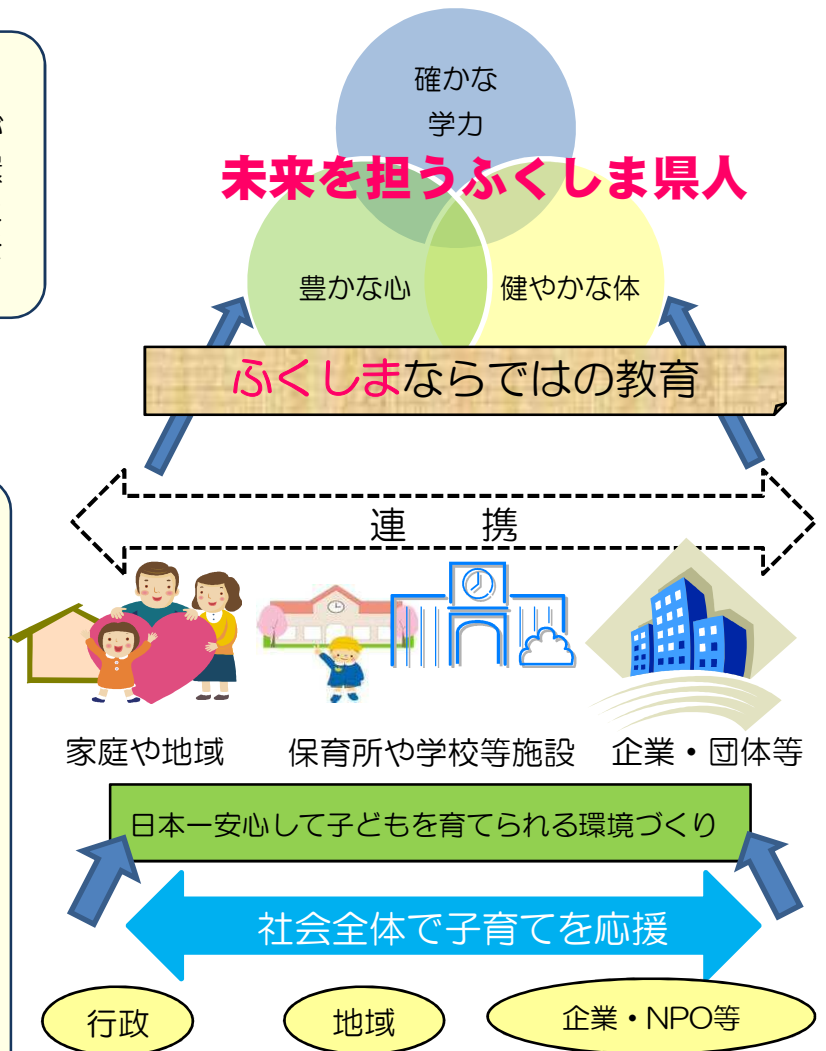 確かな
学力
未来を担うふくしま県人
豊かな心
健やかな体
ふくしまならではの教育
連 携
家庭や地域
保育所や学校等施設
企業・団体等
日本一安心して子どもを育てられる環境づくり
社会全体で子育てを応援
行政
地域
企業・NPO等